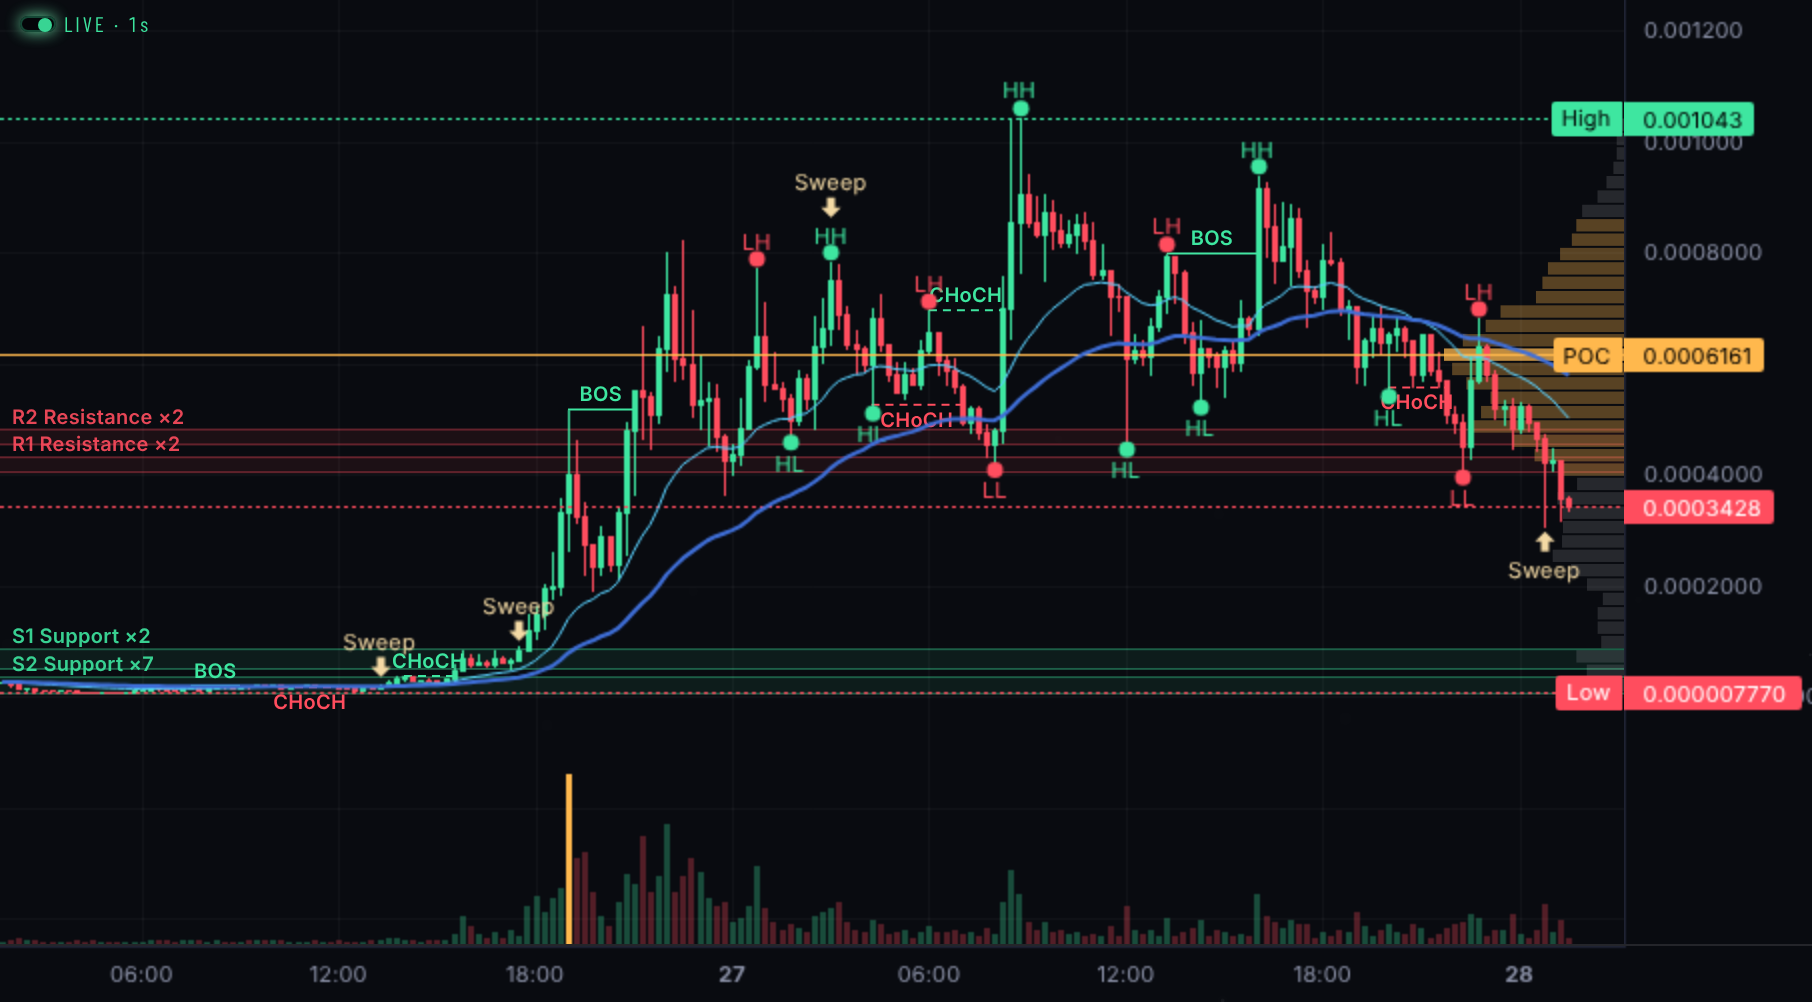 LIVE · 1s
0.001200
HH
High 0.001043
0.001000
HH
Sweep
LH
HH
LH
BOS
0.0008000
LH
CHoCH
LH
POC 0.0006161
BOS
CHoCH
R2 Resistance ×2
HL
CHoCH
HL
HL
R1 Resistance ×2
HL
HL
0.0004000
LL
LL
0.0003428
Sweep
0.0002000
Sweep
S1 Support ×2
Sweep
CHoCH
S2 Support ×7
BOS
Low 0.000007770
CHoCH
06:00 12:00 18:00 27 06:00 12:00 18:00 28